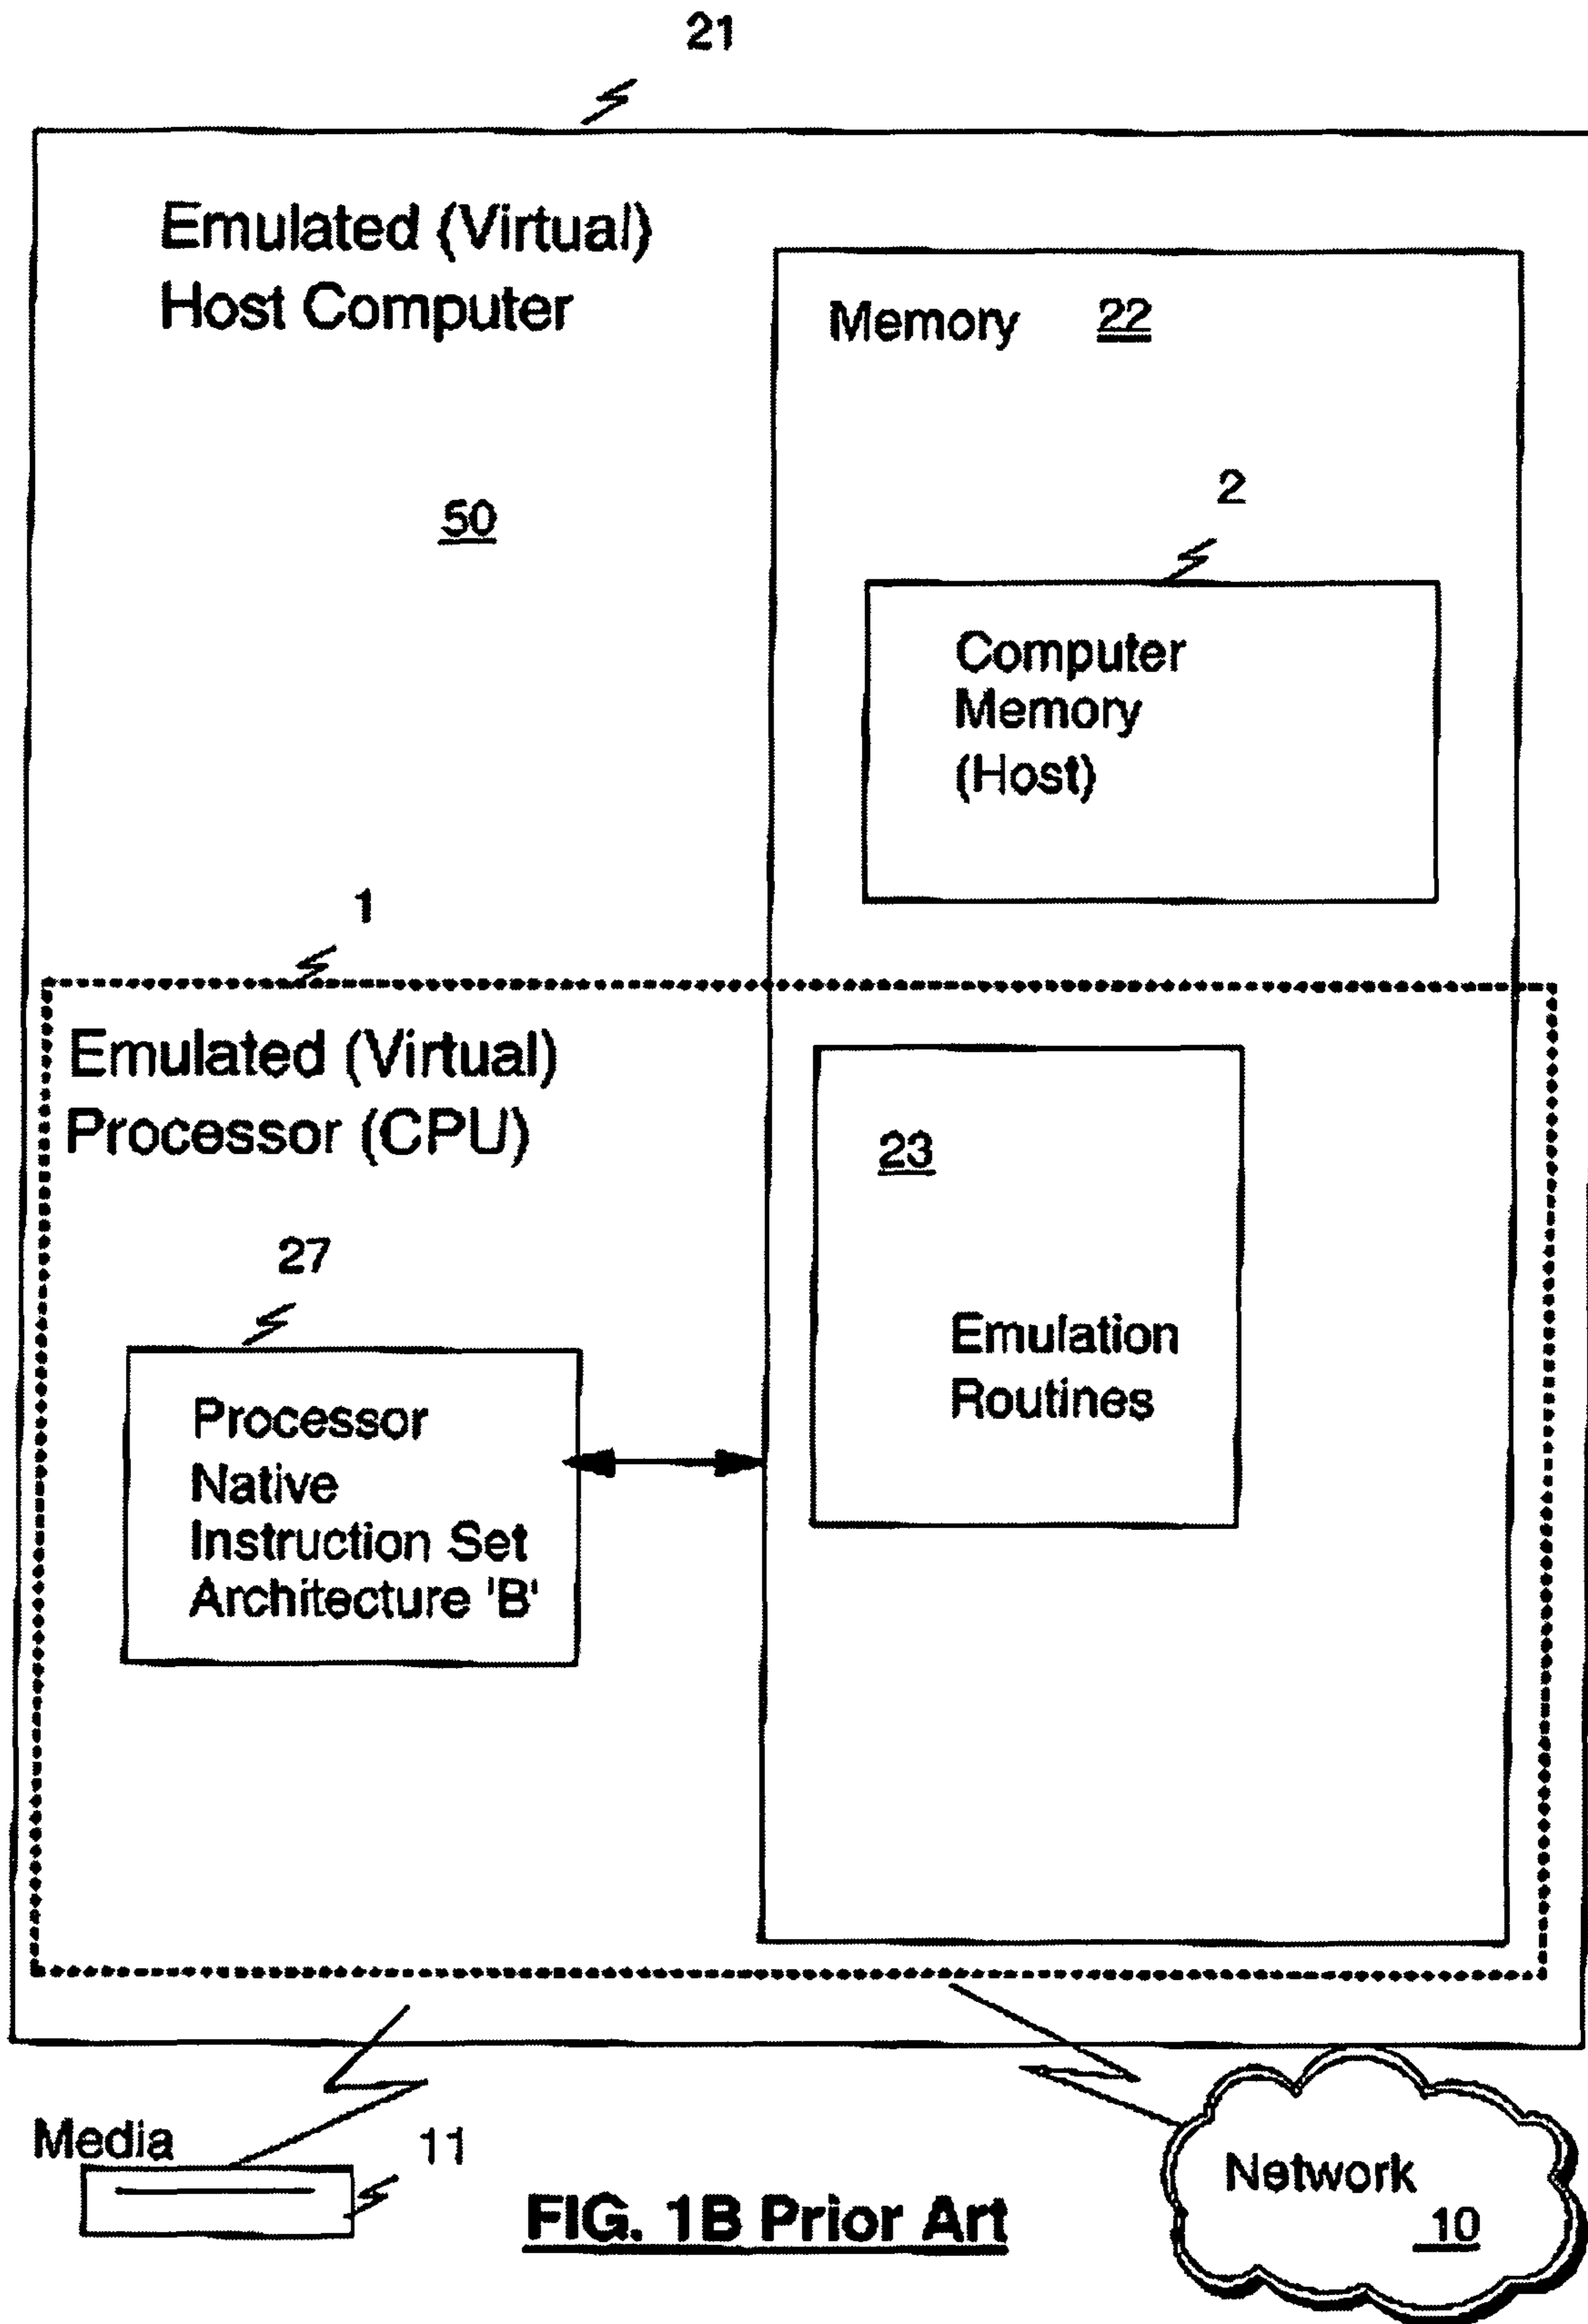 21
Emulated (Virtual)
Host Computer
Memory 22
50
2
Computer
Memory
(Host)
1
Emulated (Virtual)
Processor (CPU)
23
27
Emulation
Routines
Processor
Native
Instruction Set
Architecture 'B'
Media
11
Network
10
FIG. 1B Prior Art